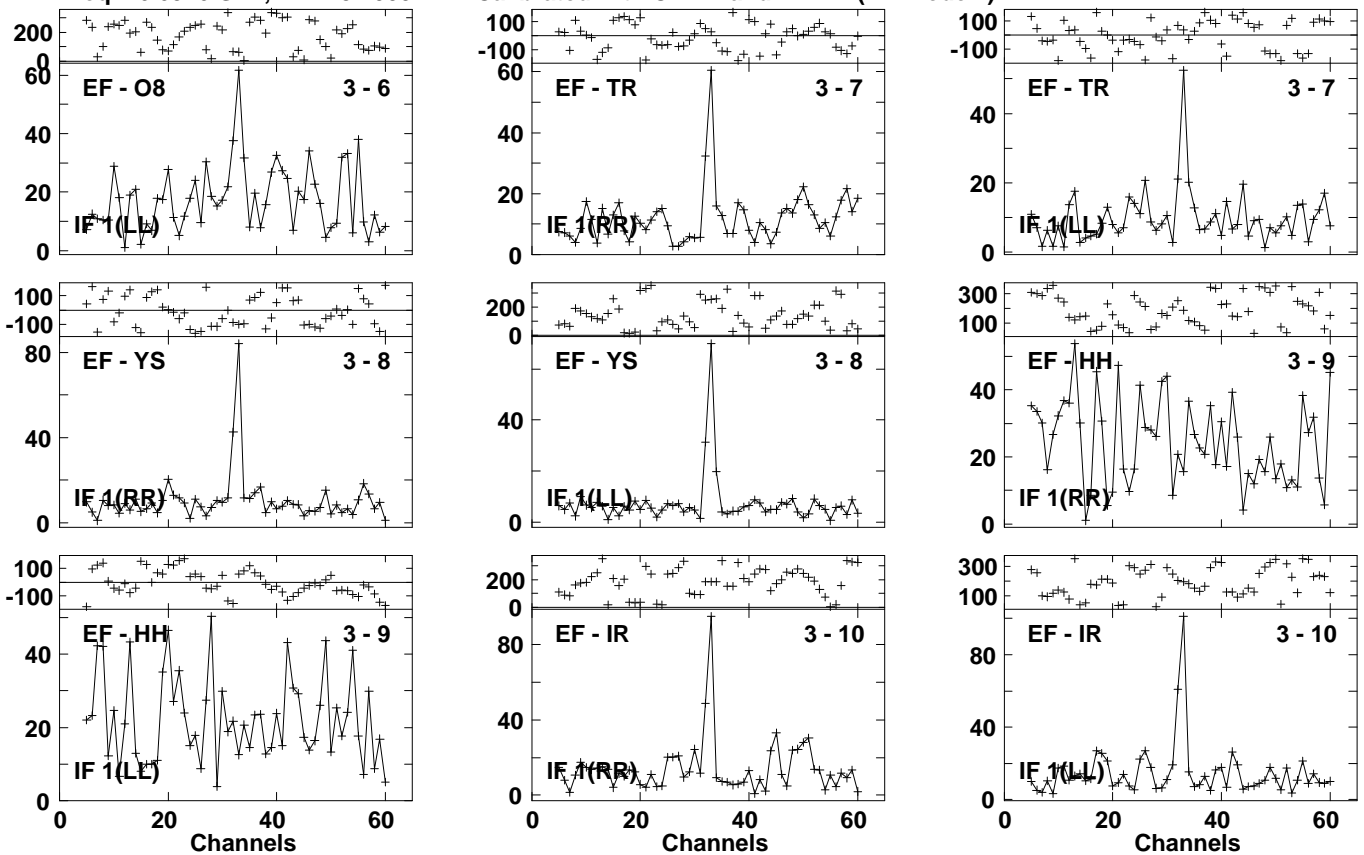 200
0
60
EF - O8 3 - 6
40
20
IF 1(LL)
0
100
-100
60
EF - TR 3 - 7
40
20
IF 1(RR)
0
100
-100
EF - TR 3 - 7
40
20
IF 1(LL)
0
100
-100
80
EF - YS 3 - 8
40
IF 1(RR)
0
200
0
EF - YS 3 - 8
40
IF 1(LL)
0
300
100
EF - HH 3 - 9
40
20
IF 1(RR)
0
100
-100
EF - HH 3 - 9
40
20
IF 1(LL)
0
0 20 40 60
Channels
200
0
EF - IR 3 - 10
80
40
IF 1(RR)
0
0 20 40 60
Channels
300
100
EF - IR 3 - 10
80
40
IF 1(LL)
0
0 20 40 60
Channels